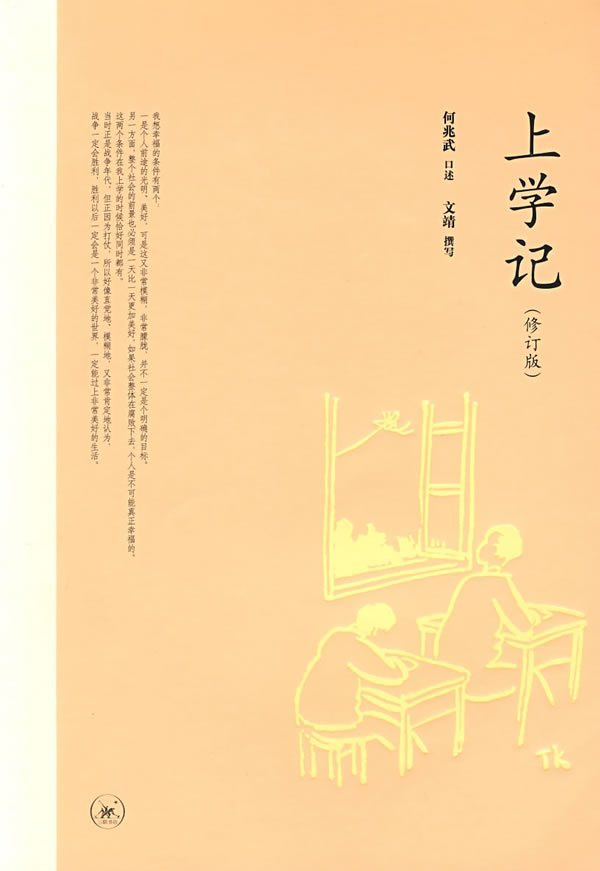 上学记
(修订版)
何兆武 口述 文靖 撰写
我想幸福的条件有两个：
一是个人前途的光明、美好，可是这又非常模糊，非常朦胧，并不一定是个明确的目标。
另一方面，整个社会的前景也必须是一天比一天更加美好，如果社会整体在腐败下去，个人是不可能真正幸福的。
这两个条件在我上学的时候恰好同时都有。
当时正是战争年代，但正因为打仗，所以好像直觉地、模糊地，又非常肯定地认为，
战争一定会胜利，胜利以后一定会是一个非常美好的世界，一定能过上非常美好的生活。
TK
三联书店